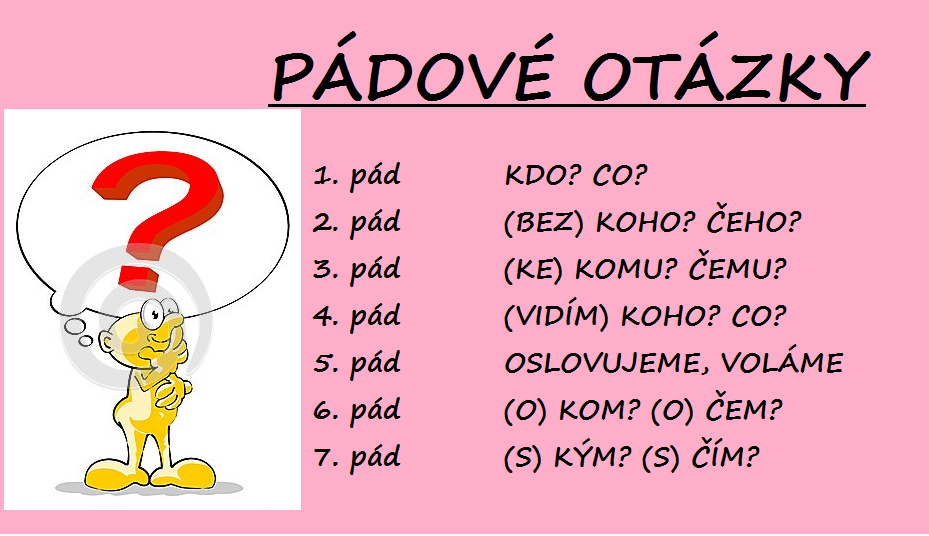 PÁDOVÉ OTÁZKY
1. pád KDO? CO?
2. pád (BEZ) KOHO? ČEHO?
3. pád (KE) KOMU? ČEMU?
4. pád (VIDÍM) KOHO? CO?
5. pád OSLOVUJEME, VOLÁME
6. pád (O) KOM? (O) ČEM?
7. pád (S) KÝM? (S) ČÍM?